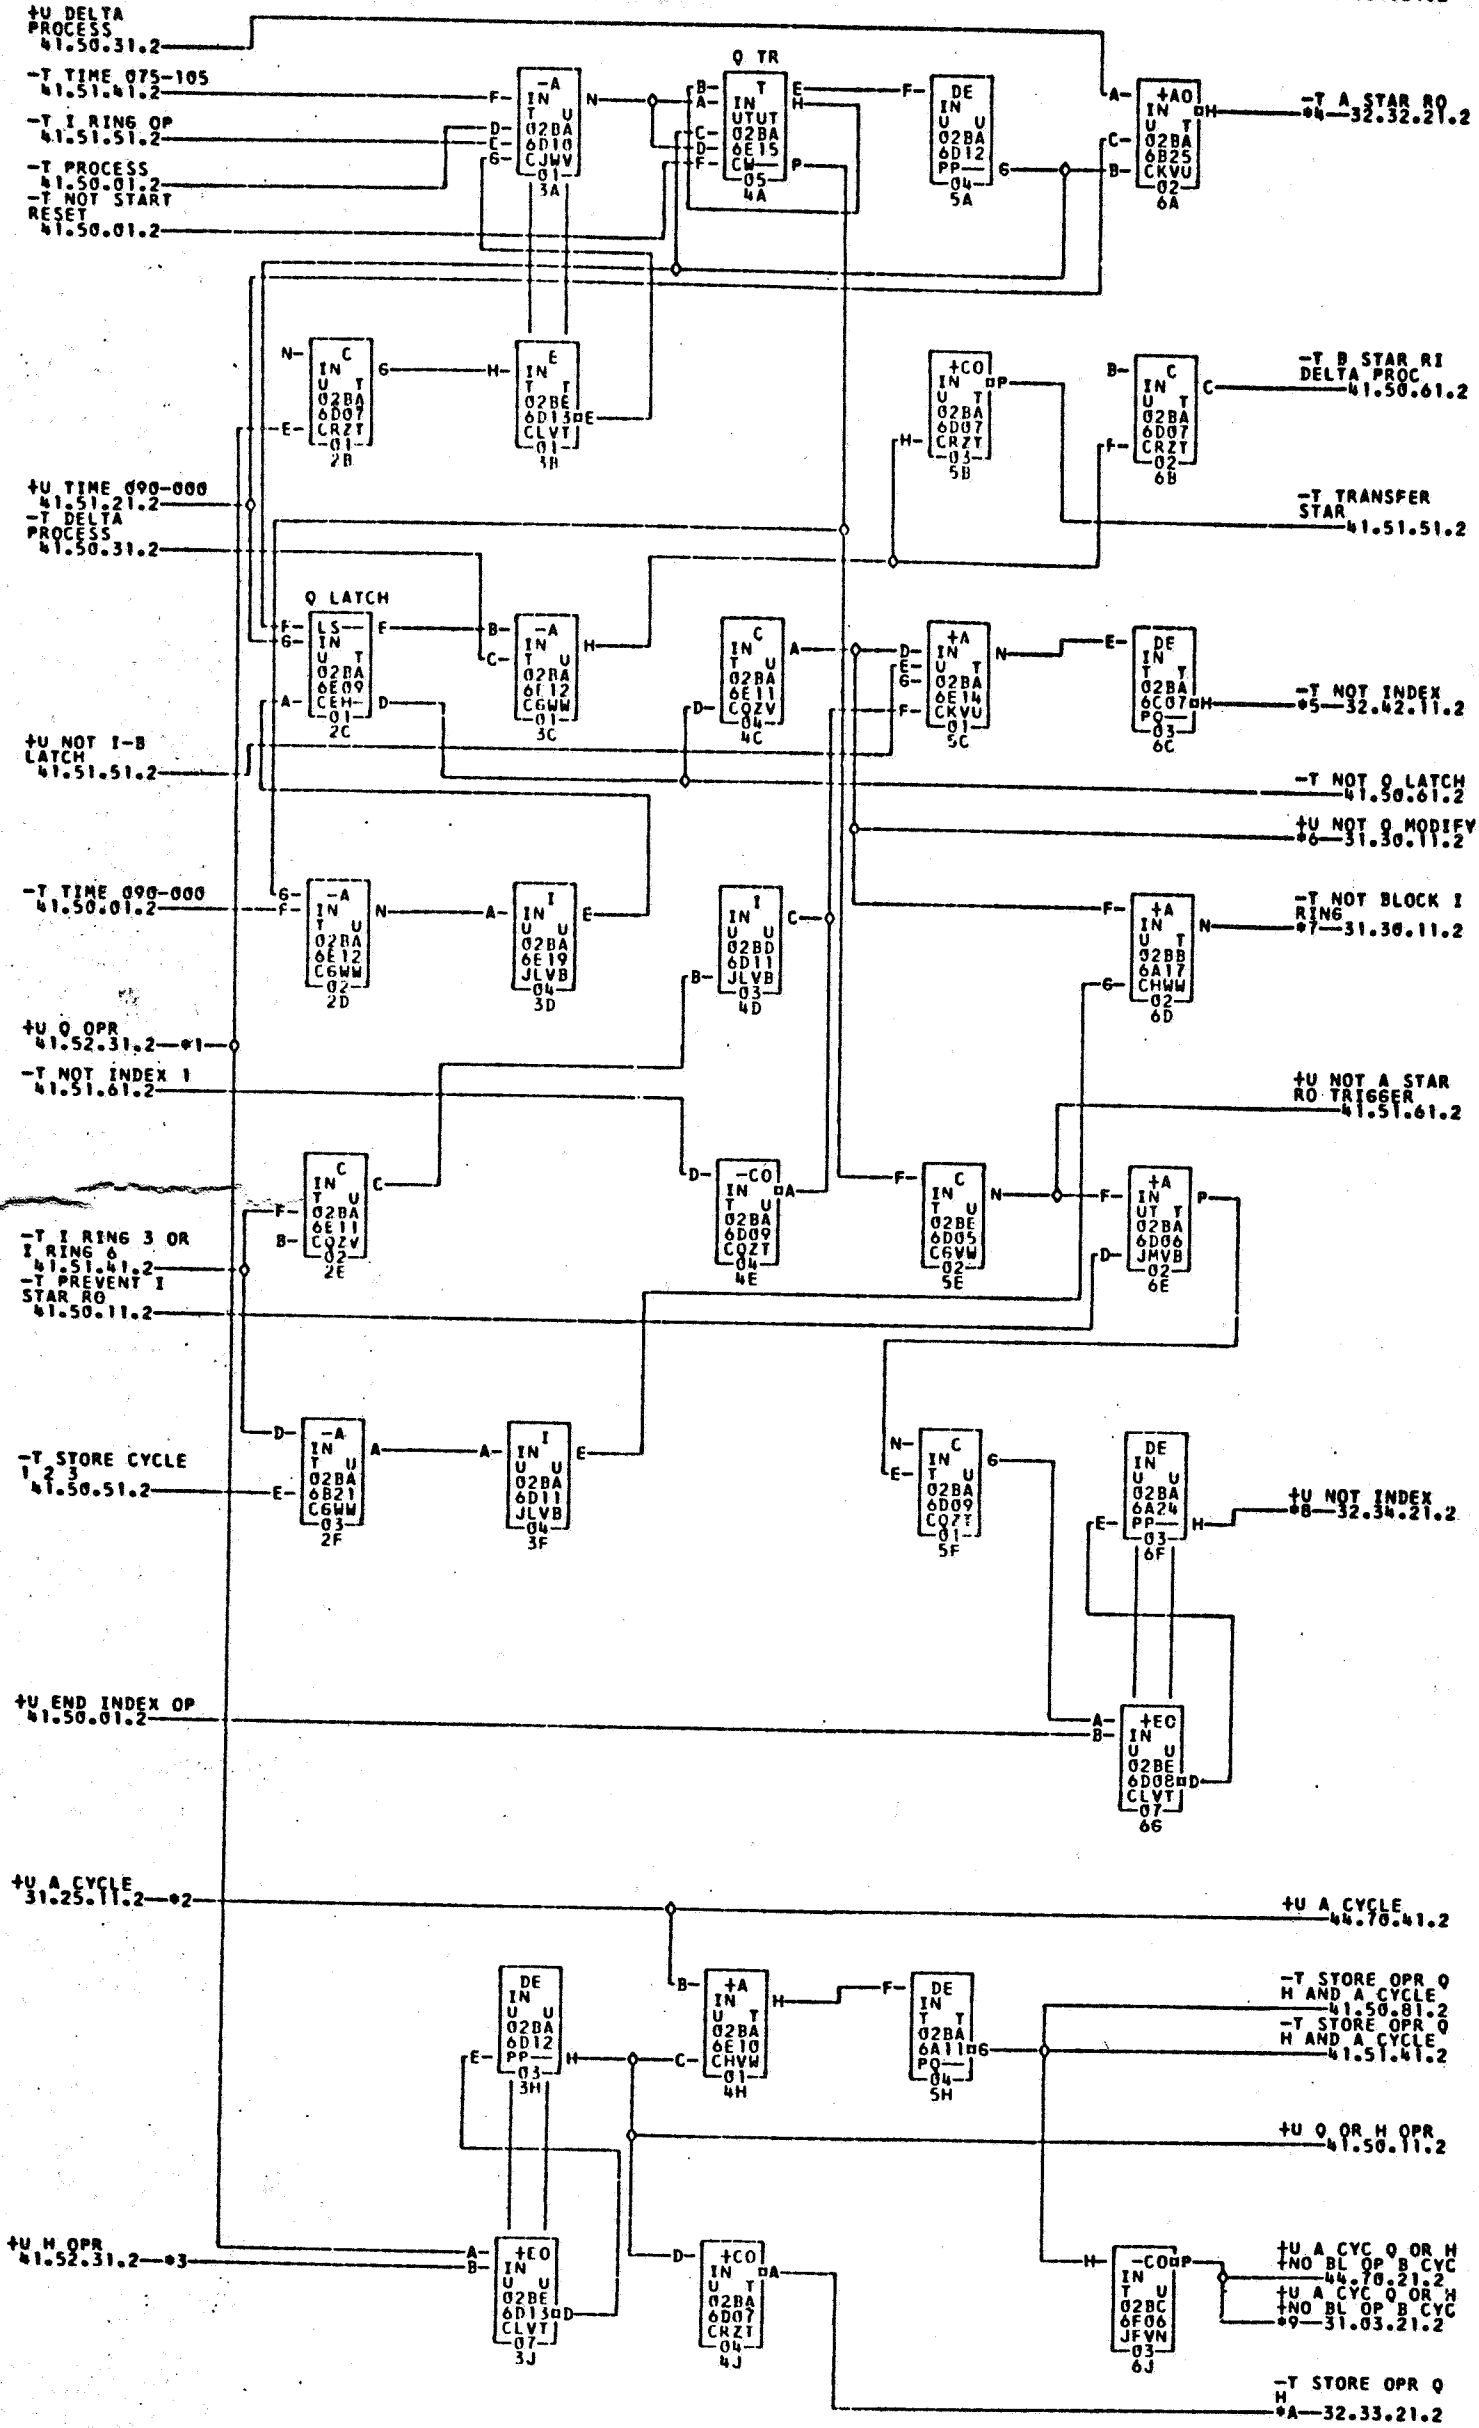 +U DELTA
PROCESS
41.50.31.2
-T TIME 075-105
41.51.41.2
-T I RING OP
41.51.51.2
-T PROCESS
41.50.01.2
-T NOT START
RESET
41.50.01.2
F-
D-
C-
G-
-A
IN
T U
02BA
6D10
CJWV
01
3A
N
Q TR
B-
A-
C-
D-
F-
T
IN
UTUT
02BA
6E15
CW
05
4A
E
H
P
F-
DE
IN
U U
02BA
6D12
PP
04
5A
G
A-
C-
B-
+AO
IN
U T
02BA
6B25
CKVU
02
6A
H
-T A STAR RO
*4-32.32.21.2
N-
E-
C
IN
U T
02BA
6D07
CRZT
01
2B
G
H-
E
IN
T T
02BE
6D13
CLVT
01
3B
E
H-
+CO
IN
U T
02BA
6D07
CRZT
03
5B
P
B-
F-
C
IN
U T
02BA
6D07
CRZT
02
6B
C
-T B STAR RI
DELTA PROC
41.50.61.2
+U TIME 090-000
41.51.21.2
-T DELTA
PROCESS
41.50.31.2
-T TRANSFER
STAR
41.51.51.2
Q LATCH
F-
G-
A-
LS
IN
U T
02BA
6E09
CEH-
01
2C
E
D
B-
C-
-A
IN
T U
02BA
6E12
CGWW
01
3C
H
D-
C
IN
T U
02BA
6E11
CQZV
04
4C
A
D-
E-
G-
F-
+A
IN
U T
02BA
6E14
CKVU
01
5C
N
E-
DE
IN
T T
02BA
6C07
PQ
03
6C
H
-T NOT INDEX
*5-32.42.11.2
+U NOT I-B
LATCH
41.51.51.2
-T NOT Q LATCH
41.50.61.2
+U NOT Q MODIFY
*6-31.30.11.2
-T TIME 090-000
41.50.01.2
G-
F-
-A
IN
T U
02BA
6E12
CGWW
02
2D
N
A-
I
IN
U U
02BA
6E19
JLVB
04
3D
E
B-
I
IN
U U
02BD
6D11
JLVB
03
4D
C
F-
G-
+A
IN
U T
02BB
6A17
CHWW
02
6D
N
-T NOT BLOCK I
RING
*7-31.30.11.2
+U Q OPR
41.52.31.2-*1
-T NOT INDEX 1
41.51.61.2
+U NOT A STAR
RO TRIGGER
41.51.61.2
F-
B-
C
IN
T U
02BA
6E11
CQZV
02
2E
C
D-
-CO
IN
T U
02BA
6D09
CQZT
04
4E
A
F-
C
IN
T U
02BE
6D05
CGVW
02
5E
N
F-
D-
+A
IN
UT T
02BA
6D06
JMVB
02
6E
P
-T I RING 3 OR
I RING 6
41.51.41.2
-T PREVENT I
STAR RO
41.50.11.2
-T STORE CYCLE
1 2 3
41.50.51.2
D-
E-
-A
IN
T U
02BA
6B21
CGWW
03
2F
A
A-
I
IN
U U
02BA
6D11
JLVB
04
3F
E
N-
E-
C
IN
T U
02BA
6D09
CQZT
01
5F
G
E-
DE
IN
U U
02BA
6A24
PP
03
6F
H
+U NOT INDEX
*8-32.34.21.2
+U END INDEX OP
41.50.01.2
A-
B-
+EO
IN
U U
02BE
6D08
CLVT
07
6G
D
+U A CYCLE
31.25.11.2-*2
+U A CYCLE
44.70.41.2
E-
DE
IN
U U
02BA
6D12
PP
03
3H
H
B-
C-
+A
IN
U T
02BA
6E10
CHVW
01
4H
H
F-
DE
IN
T T
02BA
6A11
PQ
04
5H
G
-T STORE OPR Q
H AND A CYCLE
41.50.81.2
-T STORE OPR Q
H AND A CYCLE
41.51.41.2
+U Q OR H OPR
41.50.11.2
+U H OPR
41.52.31.2-*3
A-
B-
+EO
IN
U U
02BE
6D13
CLVT
07
3J
D
D-
+CO
IN
U T
02BA
6D07
CRZT
04
4J
A
H-
-CO
IN
T U
02BC
6F06
JFVN
03
6J
P
+U A CYC Q OR H
+NO BL OP B CYC
44.70.21.2
+U A CYC Q OR H
+NO BL OP B CYC
*9-31.03.21.2
-T STORE OPR Q
H
*A-32.33.21.2